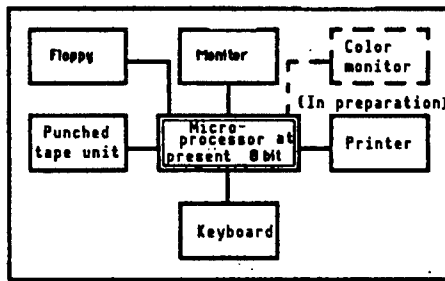 Floppy
Monitor
Color
monitor
(In preparation)
Punched
tape unit
Micro-
processor at
present 8 bit
Printer
Keyboard